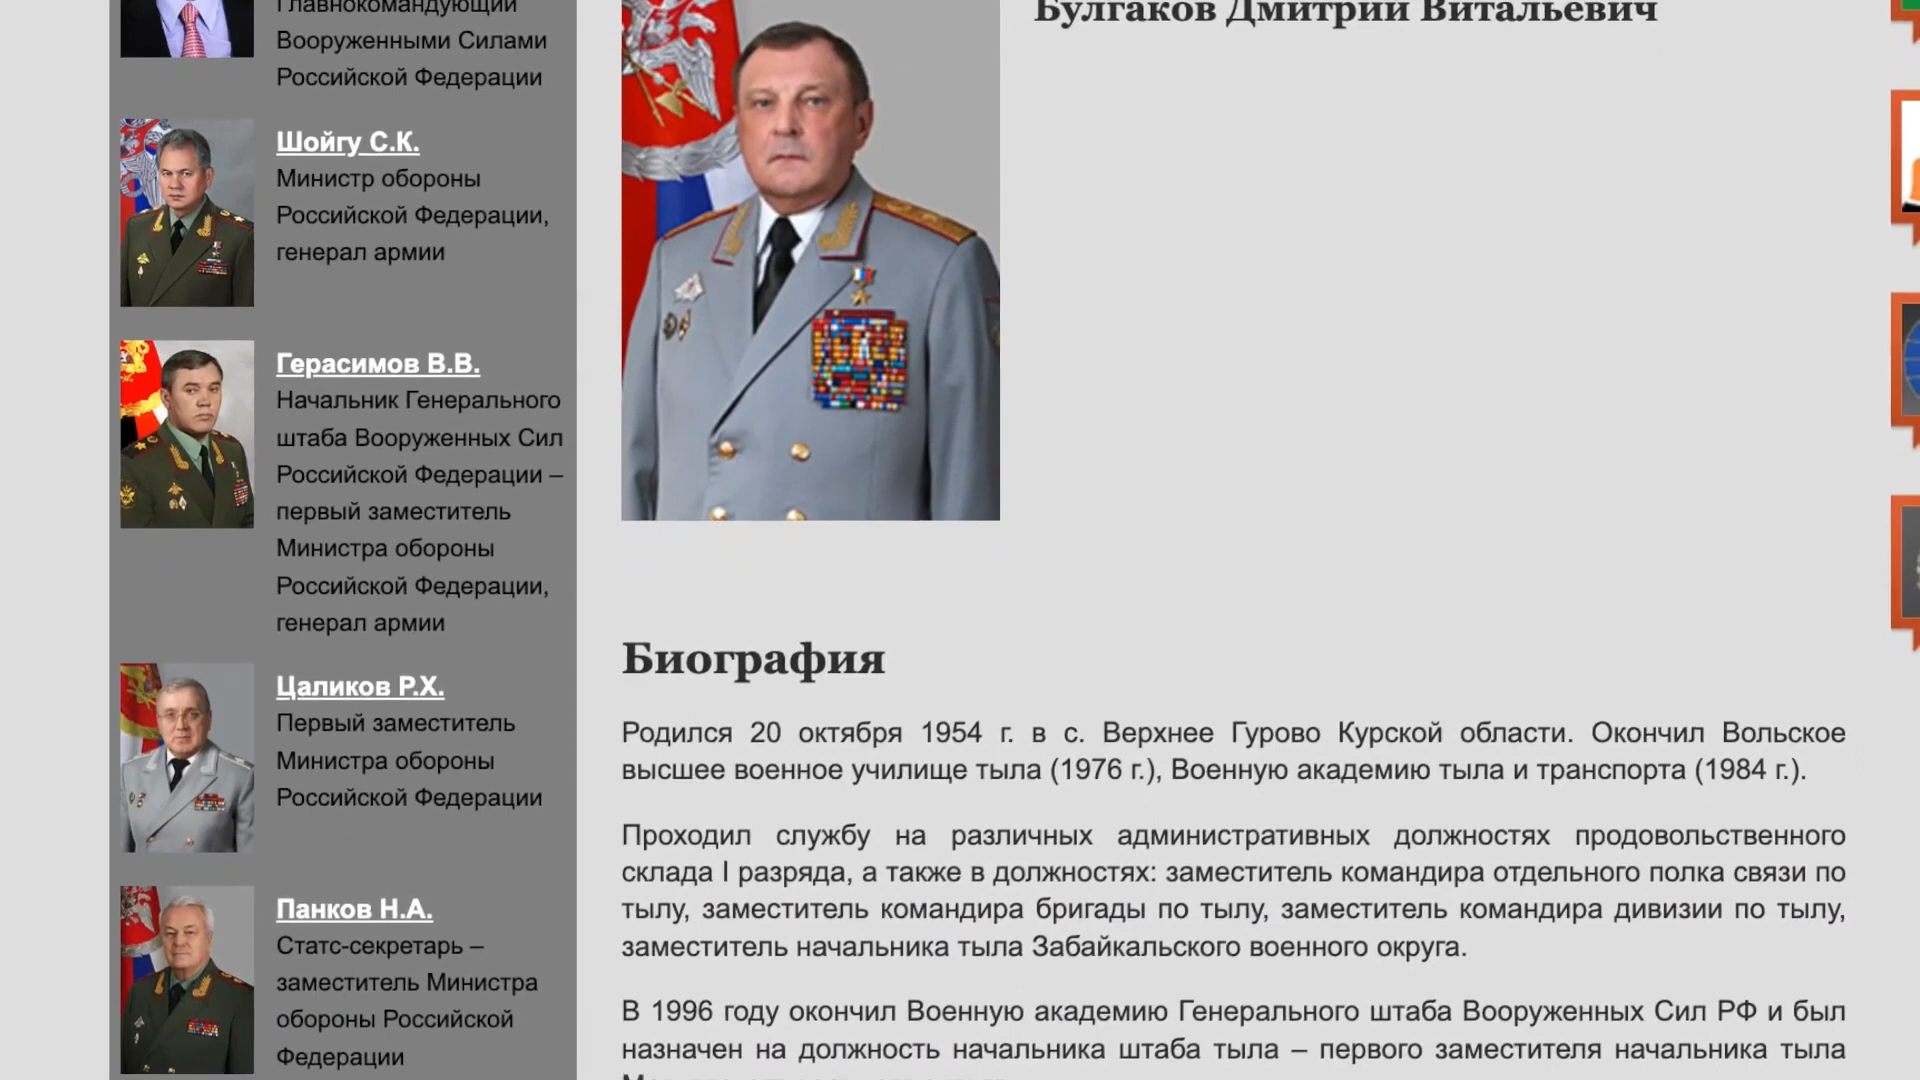 Главнокомандующий
Вооруженными Силами
Российской Федерации
Шойгу С.К.
Министр обороны
Российской Федерации,
генерал армии
Герасимов В.В.
Начальник Генерального
штаба Вооруженных Сил
Российской Федерации –
первый заместитель
Министра обороны
Российской Федерации,
генерал армии
Цаликов Р.Х.
Первый заместитель
Министра обороны
Российской Федерации
Панков Н.А.
Статс-секретарь –
заместитель Министра
обороны Российской
Федерации
Булгаков Дмитрий Витальевич
Биография
Родился 20 октября 1954 г. в с. Верхнее Гурово Курской области. Окончил Вольское
высшее военное училище тыла (1976 г.), Военную академию тыла и транспорта (1984 г.).
Проходил службу на различных административных должностях продовольственного
склада I разряда, а также в должностях: заместитель командира отдельного полка связи по
тылу, заместитель командира бригады по тылу, заместитель командира дивизии по тылу,
заместитель начальника тыла Забайкальского военного округа.
В 1996 году окончил Военную академию Генерального штаба Вооруженных Сил РФ и был
назначен на должность начальника штаба тыла – первого заместителя начальника тыла